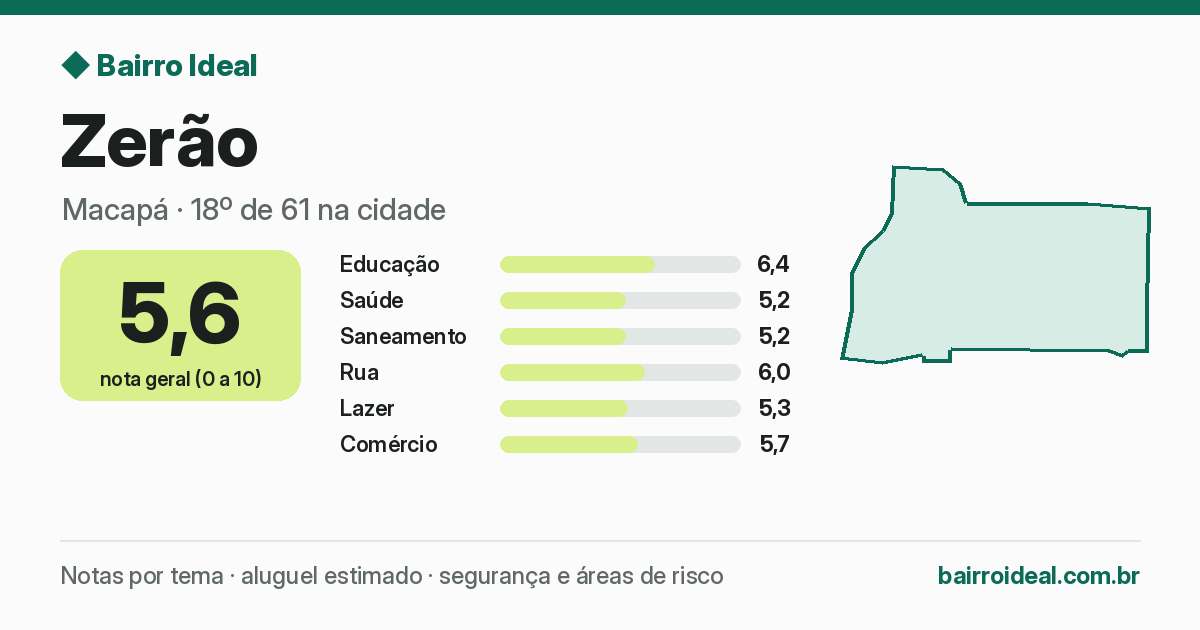 Bairro Ideal
Zerão
Macapá · 18º de 61 na cidade
5,6
nota geral (0 a 10)
Educação 6,4
Saúde 5,2
Saneamento 5,2
Rua 6,0
Lazer 5,3
Comércio 5,7
Notas por tema · aluguel estimado · segurança e áreas de risco
bairroideal.com.br